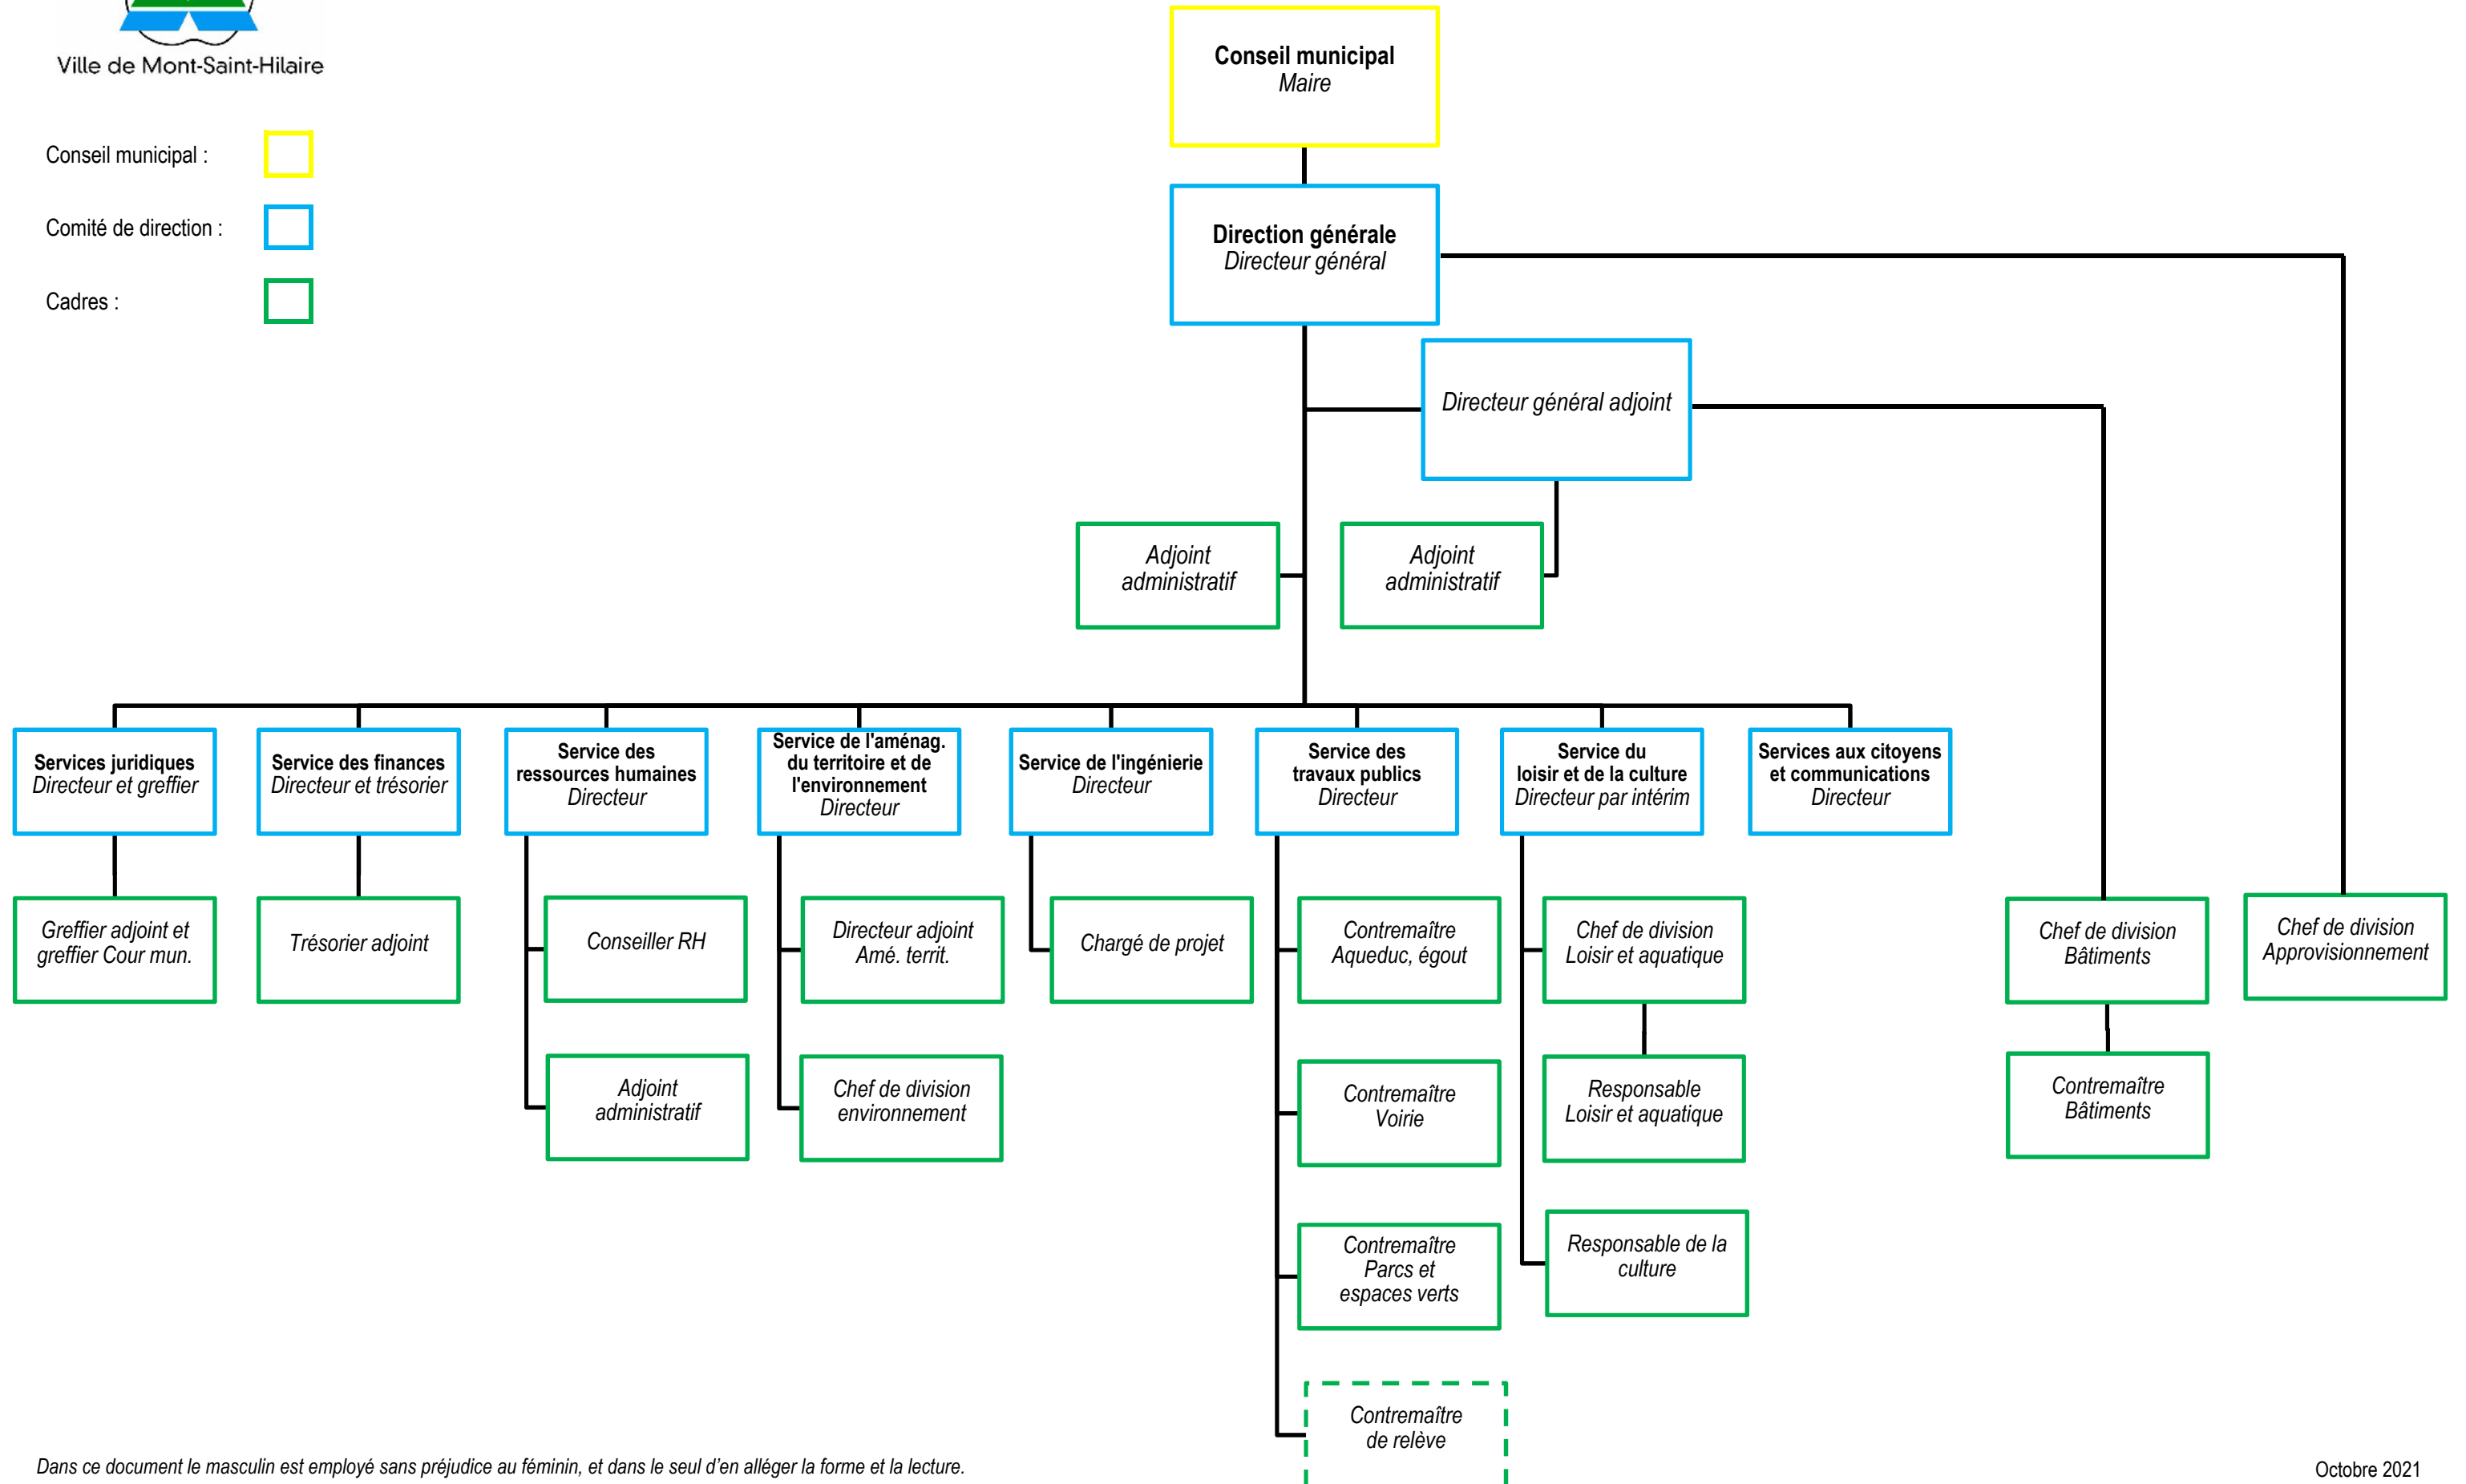 Ville de Mont-Saint-Hilaire
Conseil municipal :
Comité de direction :
Cadres :
Conseil municipal
Maire
Direction générale
Directeur général
Directeur général adjoint
Adjoint
administratif
Adjoint
administratif
Services juridiques
Directeur et greffier
Service des finances
Directeur et trésorier
Service des
ressources humaines
Directeur
Service de l'aménag.
du territoire et de
l'environnement
Directeur
Service de l'ingénierie
Directeur
Service des
travaux publics
Directeur
Service du
loisir et de la culture
Directeur par intérim
Services aux citoyens
et communications
Directeur
Greffier adjoint et
greffier Cour mun.
Trésorier adjoint
Conseiller RH
Directeur adjoint
Amé. territ.
Chargé de projet
Contremaître
Aqueduc, égout
Chef de division
Loisir et aquatique
Chef de division
Bâtiments
Chef de division
Approvisionnement
Adjoint
administratif
Chef de division
environnement
Contremaître
Voirie
Responsable
Loisir et aquatique
Contremaître
Bâtiments
Contremaître
Parcs et
espaces verts
Responsable de la
culture
Contremaître
de relève
Dans ce document le masculin est employé sans préjudice au féminin, et dans le seul d’en alléger la forme et la lecture.
Octobre 2021